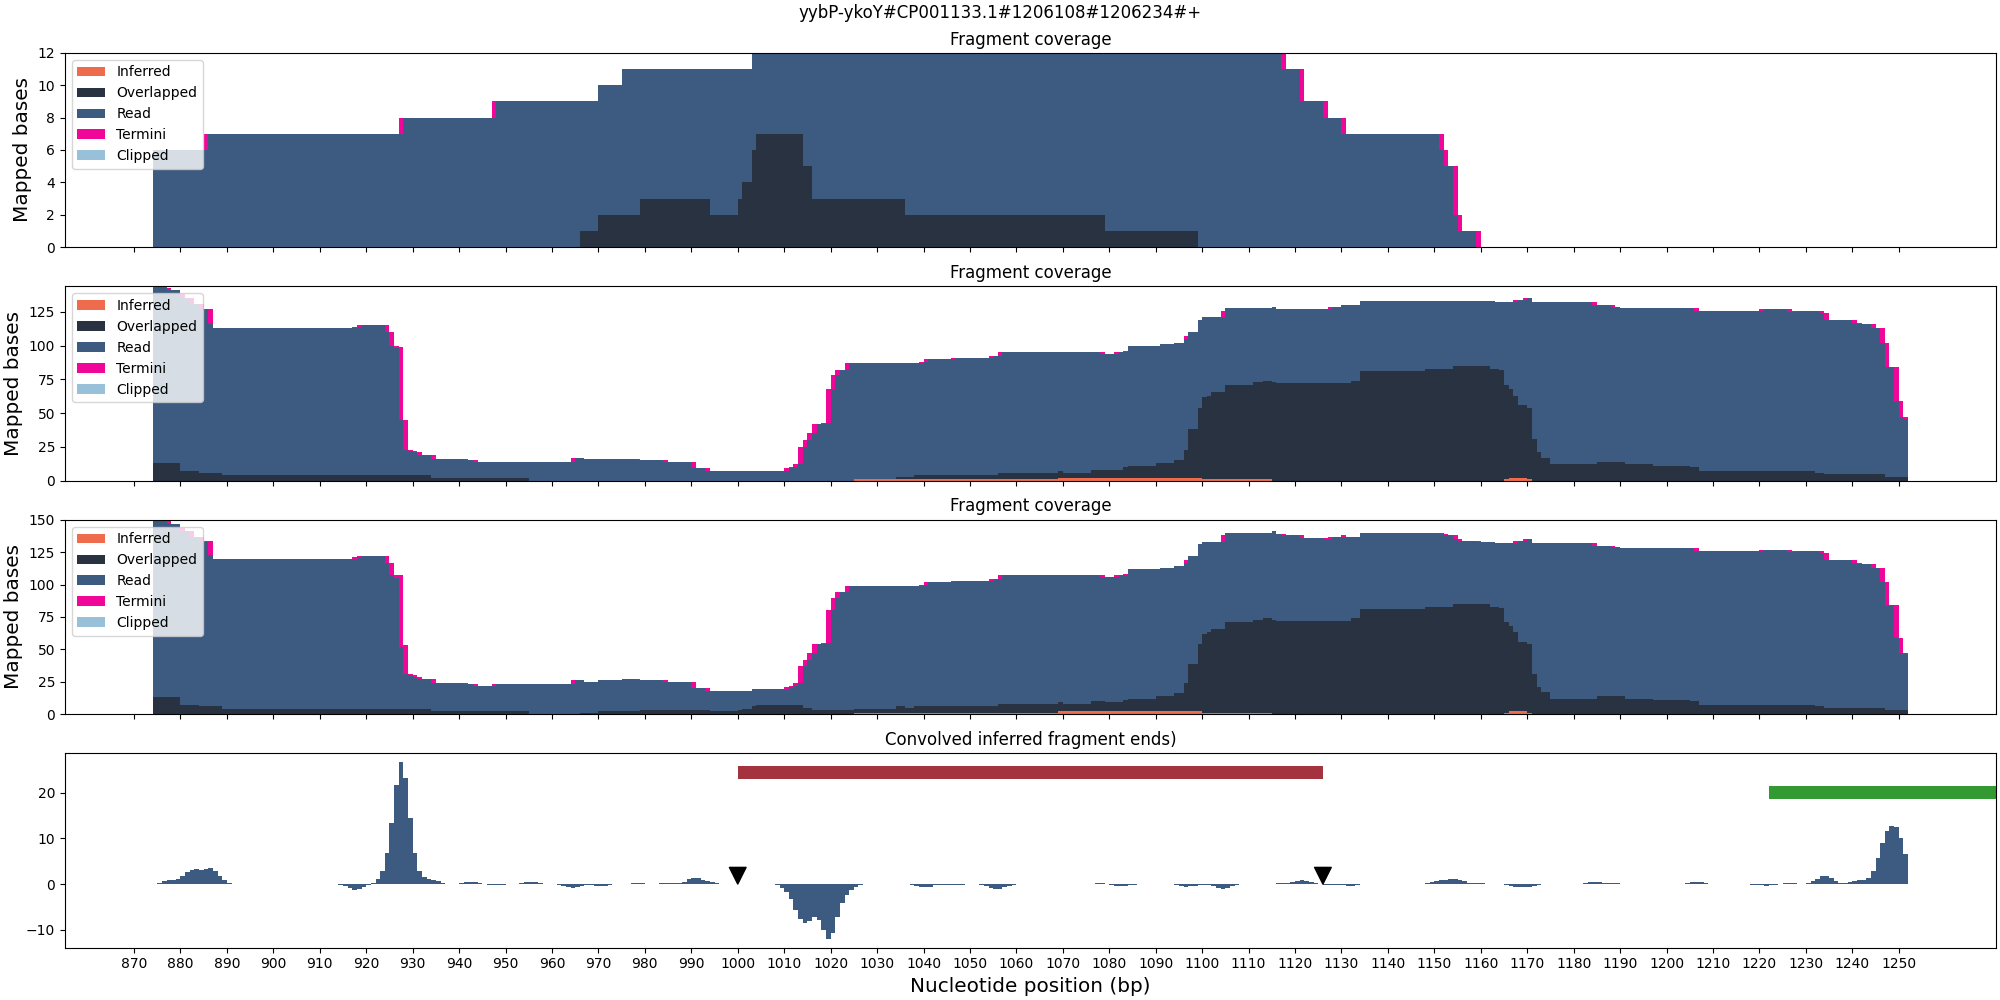 yybP-ykoY#CP001133.1#1206108#1206234#+
Fragment coverage
Mapped bases
12
10
8
6
4
2
0
Inferred
Overlapped
Read
Termini
Clipped
Fragment coverage
Mapped bases
125
100
75
50
25
0
Inferred
Overlapped
Read
Termini
Clipped
Fragment coverage
Mapped bases
150
125
100
75
50
25
0
Inferred
Overlapped
Read
Termini
Clipped
Convolved inferred fragment ends)
20
10
0
−10
870 880 890 900 910 920 930 940 950 960 970 980 990 1000 1010 1020 1030 1040 1050 1060 1070 1080 1090 1100 1110 1120 1130 1140 1150 1160 1170 1180 1190 1200 1210 1220 1230 1240 1250
Nucleotide position (bp)